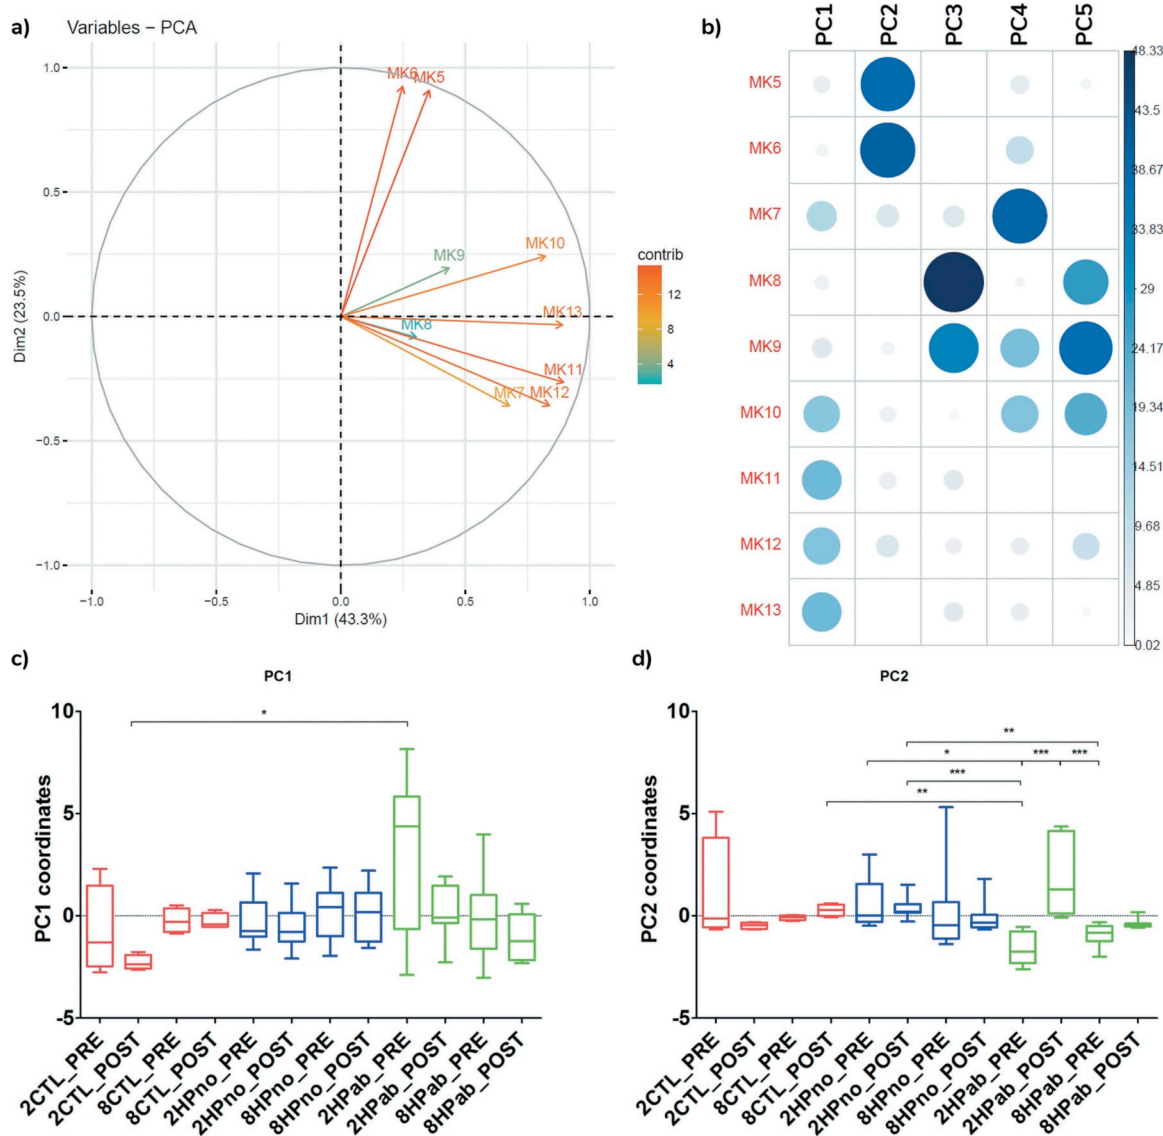 a)
Variables − PCA
1.0
0.5
0.0
−0.5
−1.0
Dim2 (23.5%)
MK6
MK5
MK9
MK10
MK13
MK8
MK11
MK7
MK12
−1.0
−0.5
0.0
0.5
1.0
Dim1 (43.3%)
contrib
12
8
4
b)
PC1
PC2
PC3
PC4
PC5
MK5
MK6
MK7
MK8
MK9
MK10
MK11
MK12
MK13
48.33
43.5
38.67
33.83
29
24.17
19.34
14.51
9.68
4.85
0.02
c)
PC1
PC1 coordinates
10
5
0
-5
*
2CTL_PRE
2CTL_POST
8CTL_PRE
8CTL_POST
2HPno_PRE
2HPno_POST
8HPno_PRE
8HPno_POST
2HPab_PRE
2HPab_POST
8HPab_PRE
8HPab_POST
d)
PC2
PC2 coordinates
10
5
0
-5
**
*
***
***
***
**
2CTL_PRE
2CTL_POST
8CTL_PRE
8CTL_POST
2HPno_PRE
2HPno_POST
8HPno_PRE
8HPno_POST
2HPab_PRE
2HPab_POST
8HPab_PRE
8HPab_POST